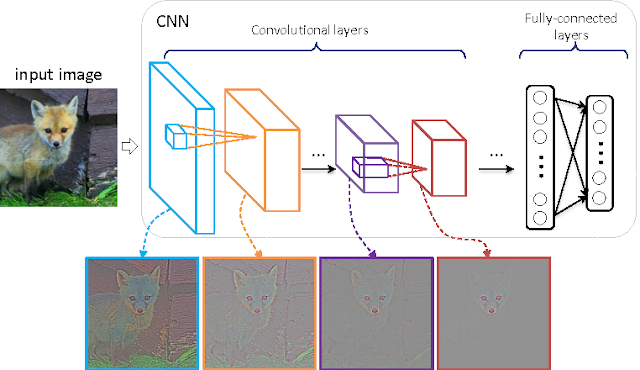 CNN
Convolutional layers
Fully-connected
layers
input image
...
...